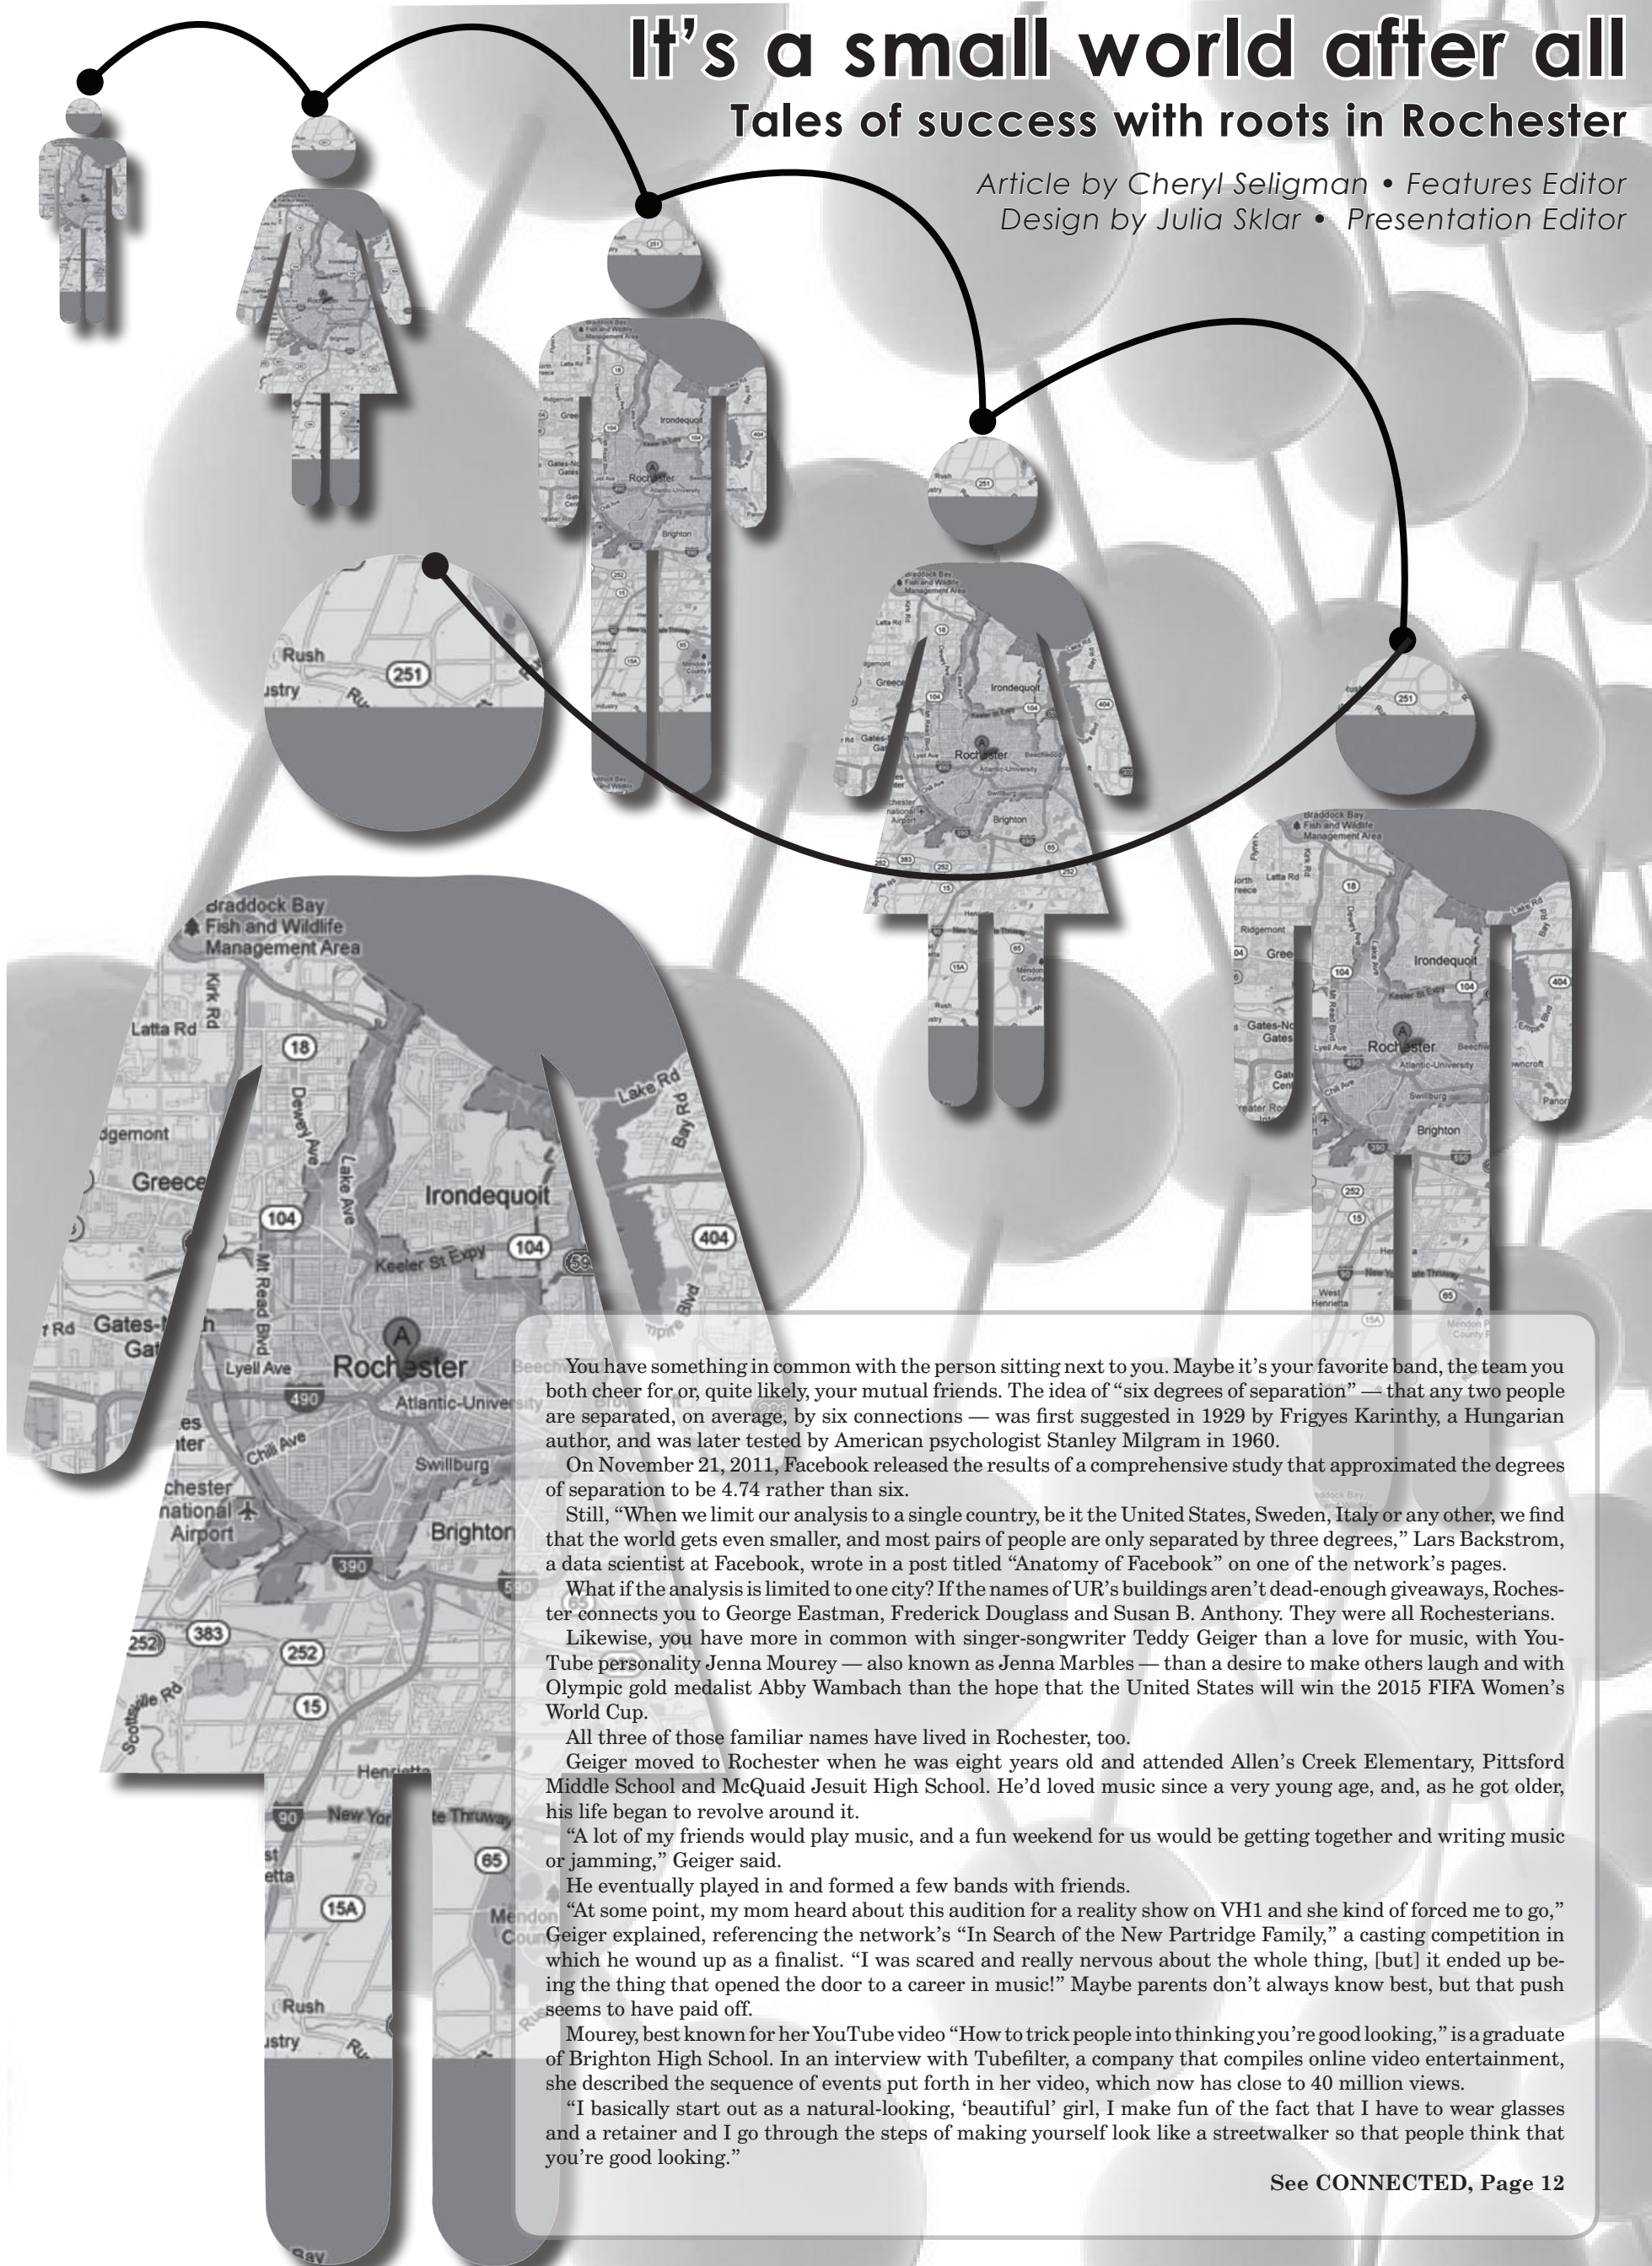 It's a small world after all
Tales of success with roots in Rochester
Article by Cheryl Seligman • Features Editor
Design by Julia Sklar • Presentation Editor
Rush
251
Braddock Bay
Fish and Wildlife
Management Area
Kirk Rd
Latta Rd
18
Dewey Ave
Lake Ave
Lake Rd
Bay Rd
Greece
Irondequoit
104
104
404
Keeler St Expy
Mt Read Blvd
Lyell Ave
A
Rochester
490
Atlantic-University
Chili Ave
Swillburg
Airport
Brighton
390
590
252
383
252
15
Scottsville Rd
Henrietta
90
65
15A
Rush
You have something in common with the person sitting next to you. Maybe it's your favorite band, the team you
both cheer for or, quite likely, your mutual friends. The idea of “six degrees of separation” — that any two people
are separated, on average, by six connections — was first suggested in 1929 by Frigyes Karinthy, a Hungarian
author, and was later tested by American psychologist Stanley Milgram in 1960.
On November 21, 2011, Facebook released the results of a comprehensive study that approximated the degrees
of separation to be 4.74 rather than six.
Still, “When we limit our analysis to a single country, be it the United States, Sweden, Italy or any other, we find
that the world gets even smaller, and most pairs of people are only separated by three degrees,” Lars Backstrom,
a data scientist at Facebook, wrote in a post titled “Anatomy of Facebook” on one of the network's pages.
What if the analysis is limited to one city? If the names of UR's buildings aren't dead-enough giveaways, Roches-
ter connects you to George Eastman, Frederick Douglass and Susan B. Anthony. They were all Rochesterians.
Likewise, you have more in common with singer-songwriter Teddy Geiger than a love for music, with You-
Tube personality Jenna Mourey — also known as Jenna Marbles — than a desire to make others laugh and with
Olympic gold medalist Abby Wambach than the hope that the United States will win the 2015 FIFA Women's
World Cup.
All three of those familiar names have lived in Rochester, too.
Geiger moved to Rochester when he was eight years old and attended Allen's Creek Elementary, Pittsford
Middle School and McQuaid Jesuit High School. He'd loved music since a very young age, and, as he got older,
his life began to revolve around it.
“A lot of my friends would play music, and a fun weekend for us would be getting together and writing music
or jamming,” Geiger said.
He eventually played in and formed a few bands with friends.
“At some point, my mom heard about this audition for a reality show on VH1 and she kind of forced me to go,”
Geiger explained, referencing the network's “In Search of the New Partridge Family,” a casting competition in
which he wound up as a finalist. “I was scared and really nervous about the whole thing, [but] it ended up be-
ing the thing that opened the door to a career in music!” Maybe parents don't always know best, but that push
seems to have paid off.
Mourey, best known for her YouTube video “How to trick people into thinking you're good looking,” is a graduate
of Brighton High School. In an interview with Tubefilter, a company that compiles online video entertainment,
she described the sequence of events put forth in her video, which now has close to 40 million views.
“I basically start out as a natural-looking, ‘beautiful’ girl, I make fun of the fact that I have to wear glasses
and a retainer and I go through the steps of making yourself look like a streetwalker so that people think that
you're good looking.”
See CONNECTED, Page 12